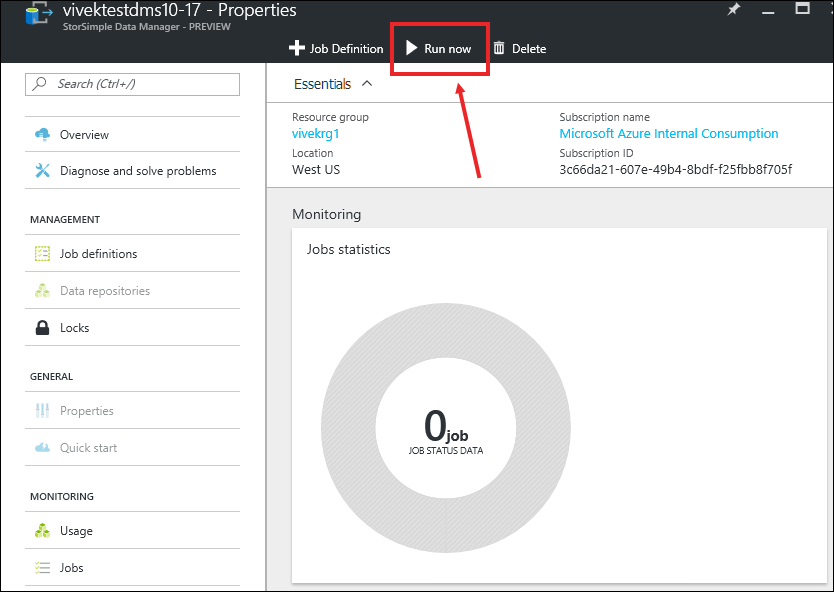 vivektestdms10-17 - Properties
StorSimple Data Manager - PREVIEW
Job Definition
Run now
Delete
Search (Ctrl+/)
Overview
Diagnose and solve problems
MANAGEMENT
Job definitions
Data repositories
Locks
GENERAL
Properties
Quick start
MONITORING
Usage
Jobs
Essentials
Resource group
vivekrg1
Location
West US
Subscription name
Microsoft Azure Internal Consumption
Subscription ID
3c66da21-607e-49b4-8bdf-f25fbb8f705f
Monitoring
Jobs statistics
0job
JOB STATUS DATA